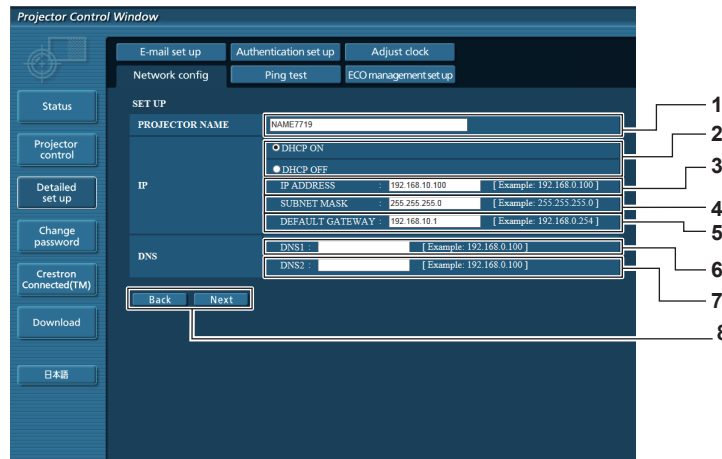 Projector Control Window
E-mail set up Authentication set up Adjust clock
Network config Ping test ECO management set up
Status
Projector control
Detailed set up
Change password
Crestron Connected(TM)
Download
日本語
SET UP
PROJECTOR NAME NAME7719
IP
DHCP ON
DHCP OFF
IP ADDRESS : 192.168.10.100 [ Example: 192.168.0.100 ]
SUBNET MASK : 255.255.255.0 [ Example: 255.255.255.0 ]
DEFAULT GATEWAY : 192.168.10.1 [ Example: 192.168.0.254 ]
DNS
DNS1 : [ Example: 192.168.0.100 ]
DNS2 : [ Example: 192.168.0.100 ]
Back Next
1
2
3
4
5
6
7
8